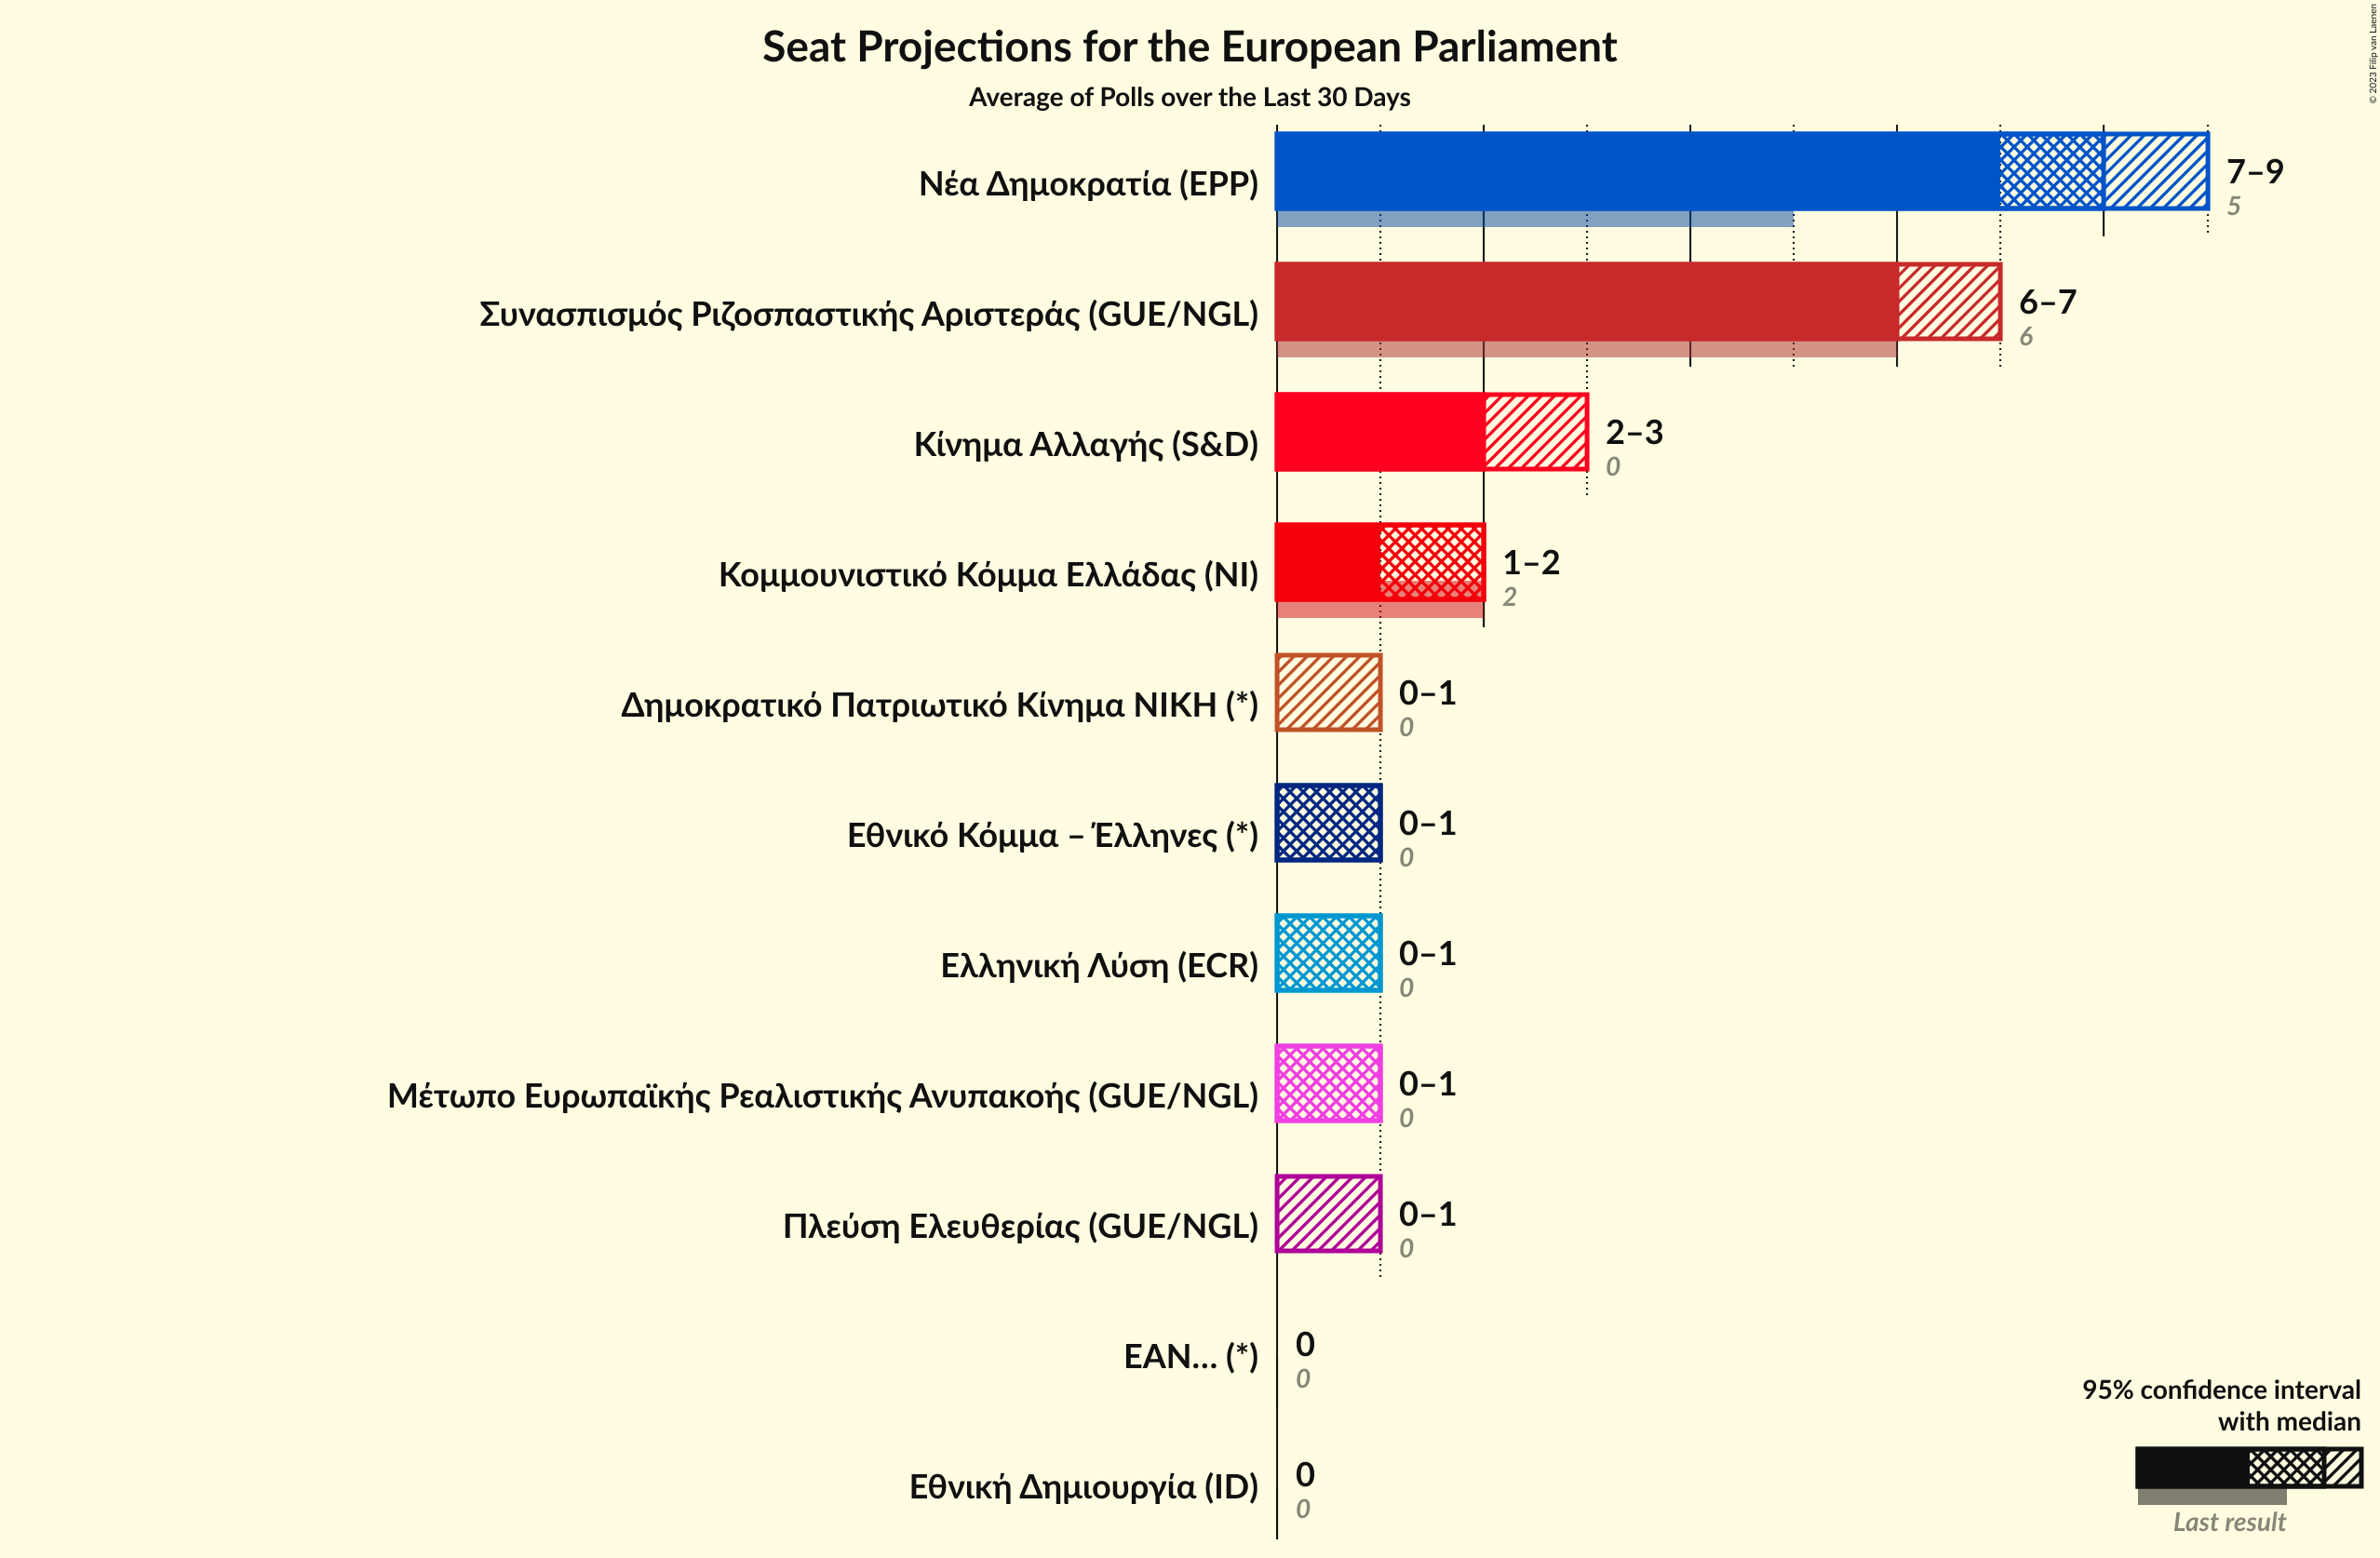 Seat Projections for the European Parliament
Average of Polls over the Last 30 Days
© 2023 Filip van Laenen
Νέα Δημοκρατία (EPP)
7–9
5
Συνασπισμός Ριζοσπαστικής Αριστεράς (GUE/NGL)
6–7
6
Κίνημα Αλλαγής (S&D)
2–3
0
Κομμουνιστικό Κόμμα Ελλάδας (NI)
1–2
2
Δημοκρατικό Πατριωτικό Κίνημα ΝΙΚΗ (*)
0–1
0
Εθνικό Κόμμα – Έλληνες (*)
0–1
0
Ελληνική Λύση (ECR)
0–1
0
Μέτωπο Ευρωπαϊκής Ρεαλιστικής Ανυπακοής (GUE/NGL)
0–1
0
Πλεύση Ελευθερίας (GUE/NGL)
0–1
0
ΕΑΝ… (*)
0
0
Εθνική Δημιουργία (ID)
0
0
95% confidence interval
with median
Last result